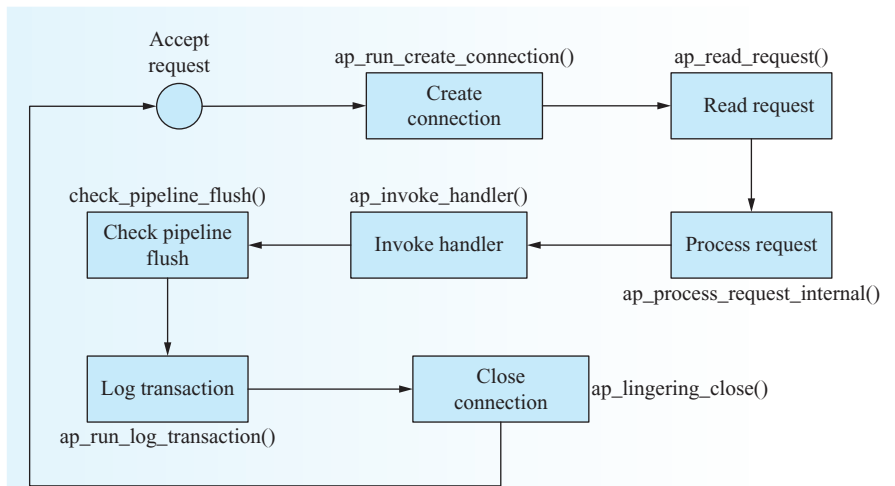 Accept
request
ap_run_create_connection()
Create
connection
ap_read_request()
Read request
check_pipeline_flush()
Check pipeline
flush
ap_invoke_handler()
Invoke handler
Process request
ap_process_request_internal()
Log transaction
ap_run_log_transaction()
Close
connection
ap_lingering_close()